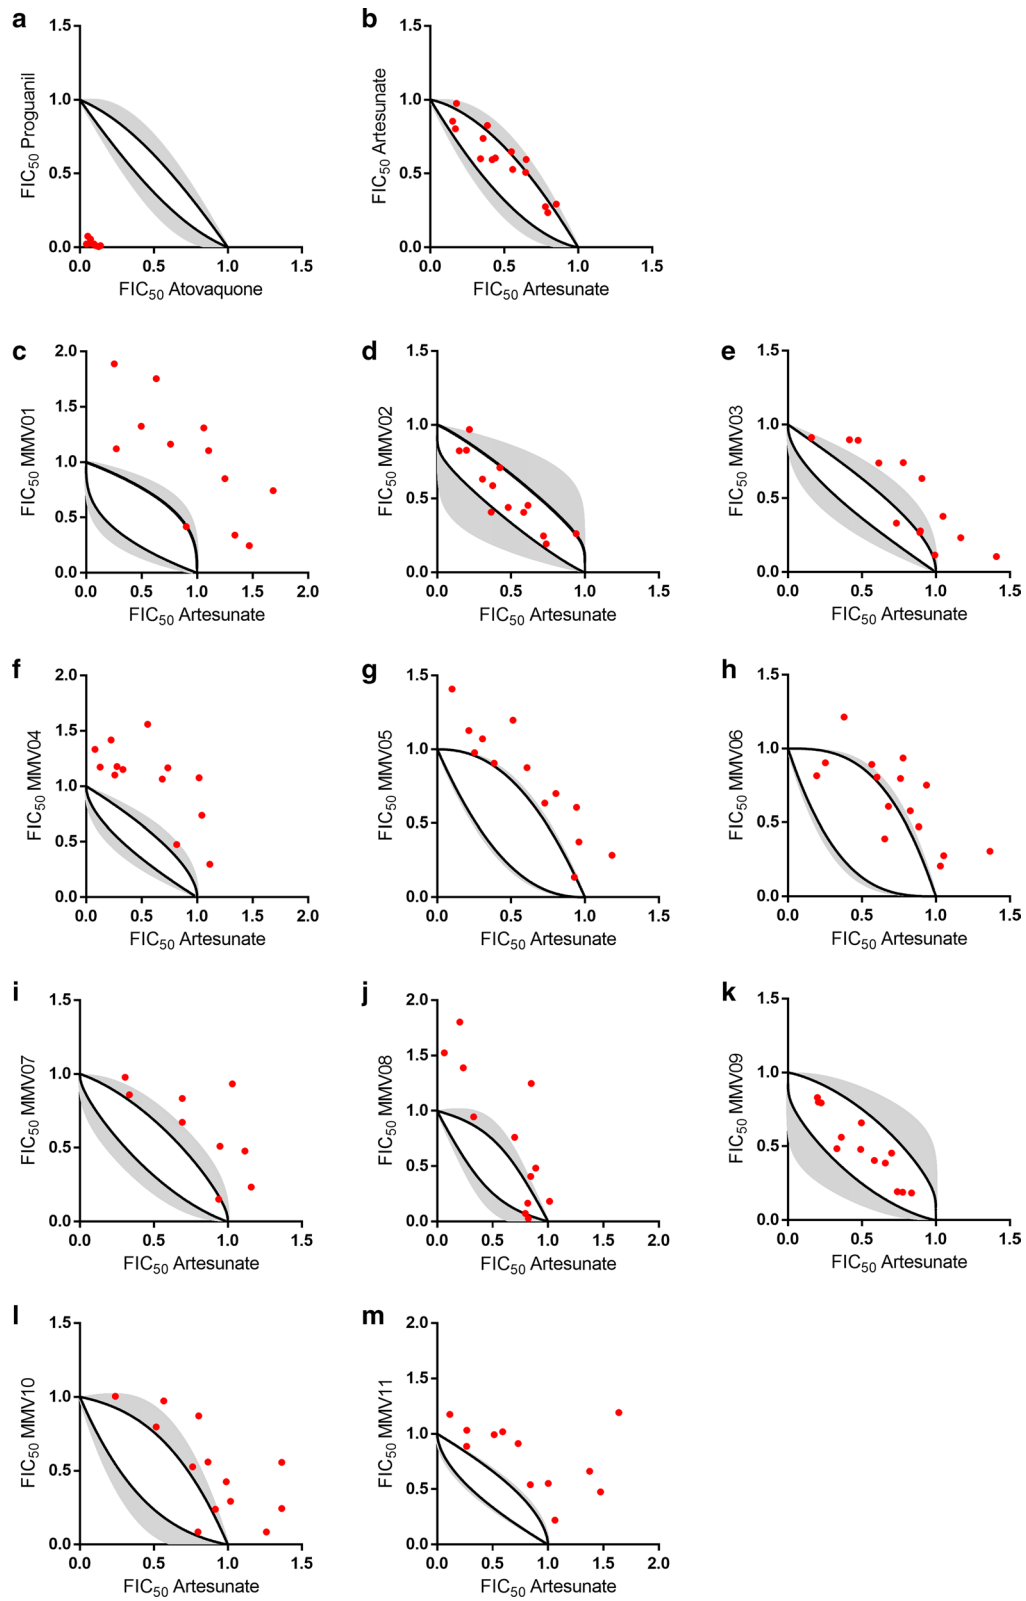 a
1.5
1.0
0.5
0.0
FIC50 Proguanil
0.0 0.5 1.0 1.5
FIC50 Atovaquone
b
1.5
1.0
0.5
0.0
FIC50 Artesunate
0.0 0.5 1.0 1.5
FIC50 Artesunate
c
2.0
1.5
1.0
0.5
0.0
FIC50 MMV01
0.0 0.5 1.0 1.5 2.0
FIC50 Artesunate
d
1.5
1.0
0.5
0.0
FIC50 MMV02
0.0 0.5 1.0 1.5
FIC50 Artesunate
e
1.5
1.0
0.5
0.0
FIC50 MMV03
0.0 0.5 1.0 1.5
FIC50 Artesunate
f
2.0
1.5
1.0
0.5
0.0
FIC50 MMV04
0.0 0.5 1.0 1.5 2.0
FIC50 Artesunate
g
1.5
1.0
0.5
0.0
FIC50 MMV05
0.0 0.5 1.0 1.5
FIC50 Artesunate
h
1.5
1.0
0.5
0.0
FIC50 MMV06
0.0 0.5 1.0 1.5
FIC50 Artesunate
i
1.5
1.0
0.5
0.0
FIC50 MMV07
0.0 0.5 1.0 1.5
FIC50 Artesunate
j
2.0
1.5
1.0
0.5
0.0
FIC50 MMV08
0.0 0.5 1.0 1.5 2.0
FIC50 Artesunate
k
1.5
1.0
0.5
0.0
FIC50 MMV09
0.0 0.5 1.0 1.5
FIC50 Artesunate
l
1.5
1.0
0.5
0.0
FIC50 MMV10
0.0 0.5 1.0 1.5
FIC50 Artesunate
m
2.0
1.5
1.0
0.5
0.0
FIC50 MMV11
0.0 0.5 1.0 1.5 2.0
FIC50 Artesunate